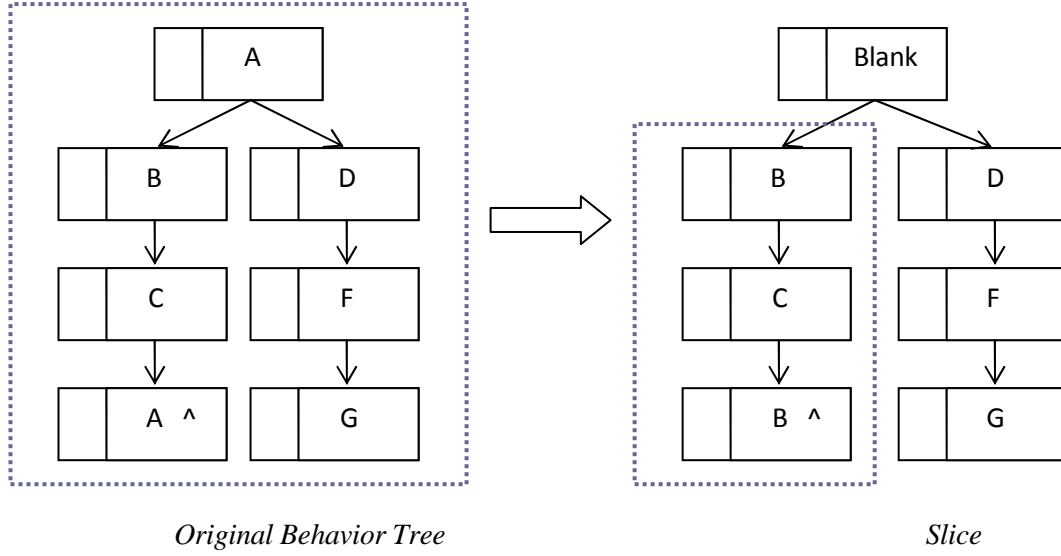 A Blank
B D B D
C F C F
A ^ G B ^ G
Original Behavior Tree Slice